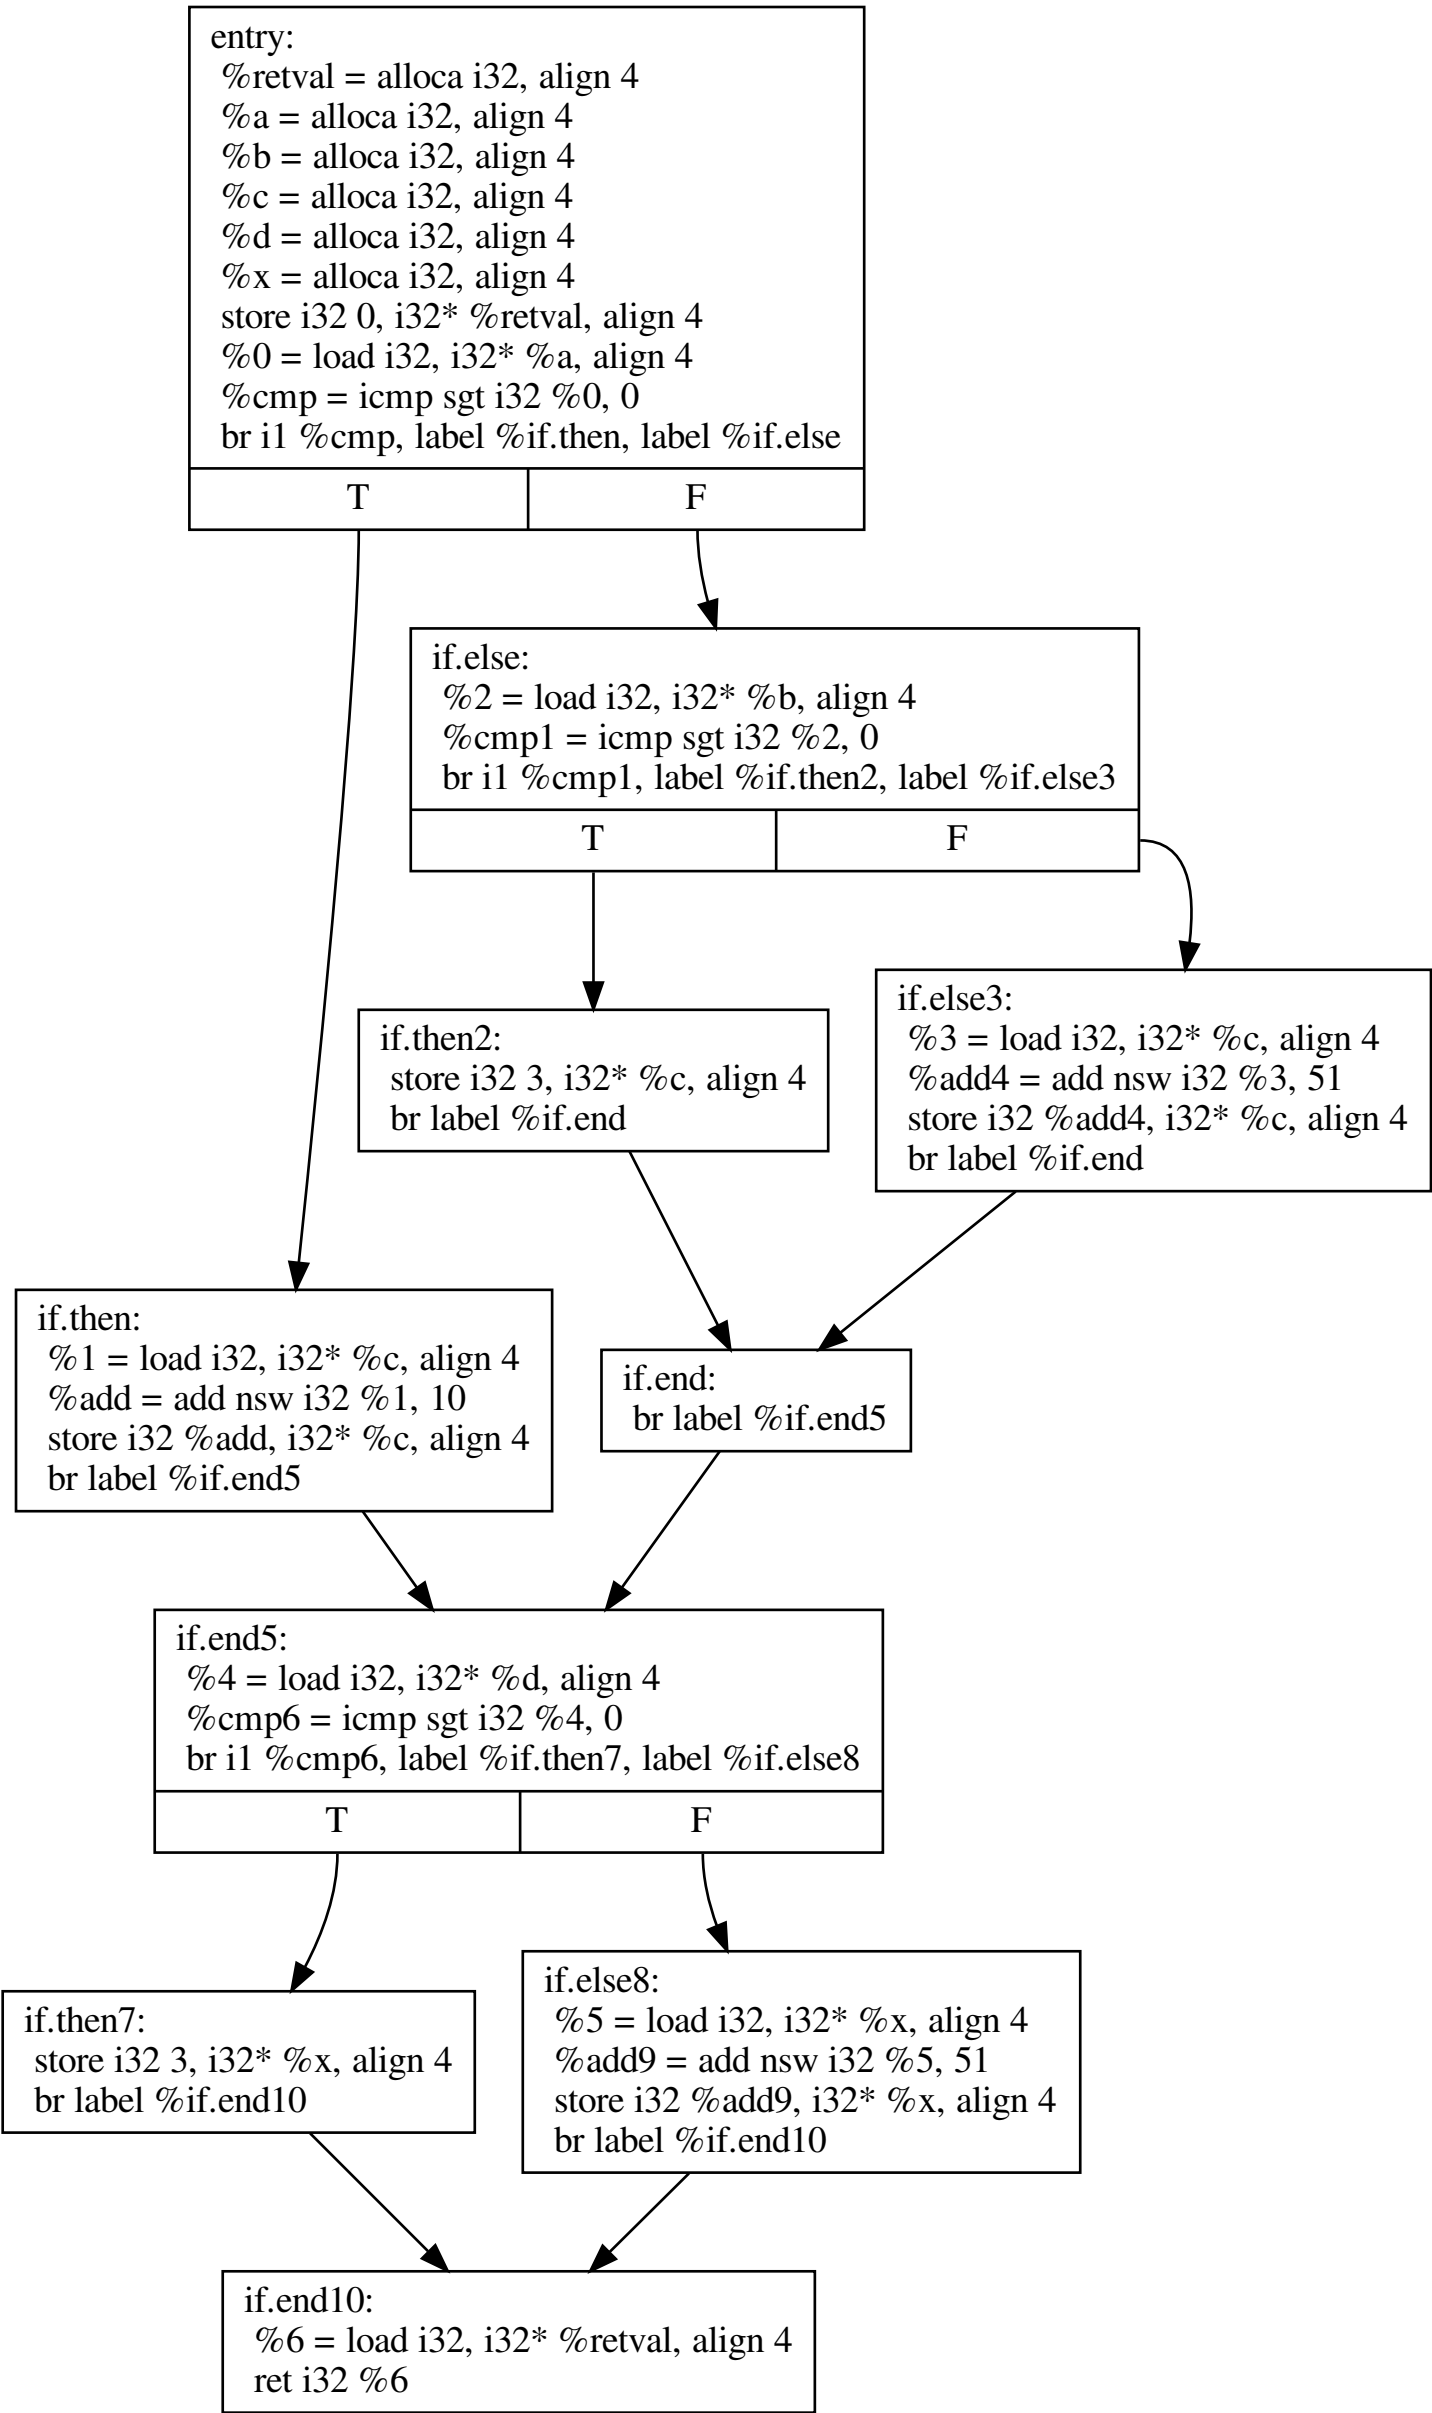 entry:
%retval = alloca i32, align 4
%a = alloca i32, align 4
%b = alloca i32, align 4
%c = alloca i32, align 4
%d = alloca i32, align 4
%x = alloca i32, align 4
store i32 0, i32* %retval, align 4
%0 = load i32, i32* %a, align 4
%cmp = icmp sgt i32 %0, 0
br i1 %cmp, label %if.then, label %if.else
T F
if.else:
%2 = load i32, i32* %b, align 4
%cmp1 = icmp sgt i32 %2, 0
br i1 %cmp1, label %if.then2, label %if.else3
T F
if.then2:
store i32 3, i32* %c, align 4
br label %if.end
if.else3:
%3 = load i32, i32* %c, align 4
%add4 = add nsw i32 %3, 51
store i32 %add4, i32* %c, align 4
br label %if.end
if.then:
%1 = load i32, i32* %c, align 4
%add = add nsw i32 %1, 10
store i32 %add, i32* %c, align 4
br label %if.end5
if.end:
br label %if.end5
if.end5:
%4 = load i32, i32* %d, align 4
%cmp6 = icmp sgt i32 %4, 0
br i1 %cmp6, label %if.then7, label %if.else8
T F
if.then7:
store i32 3, i32* %x, align 4
br label %if.end10
if.else8:
%5 = load i32, i32* %x, align 4
%add9 = add nsw i32 %5, 51
store i32 %add9, i32* %x, align 4
br label %if.end10
if.end10:
%6 = load i32, i32* %retval, align 4
ret i32 %6